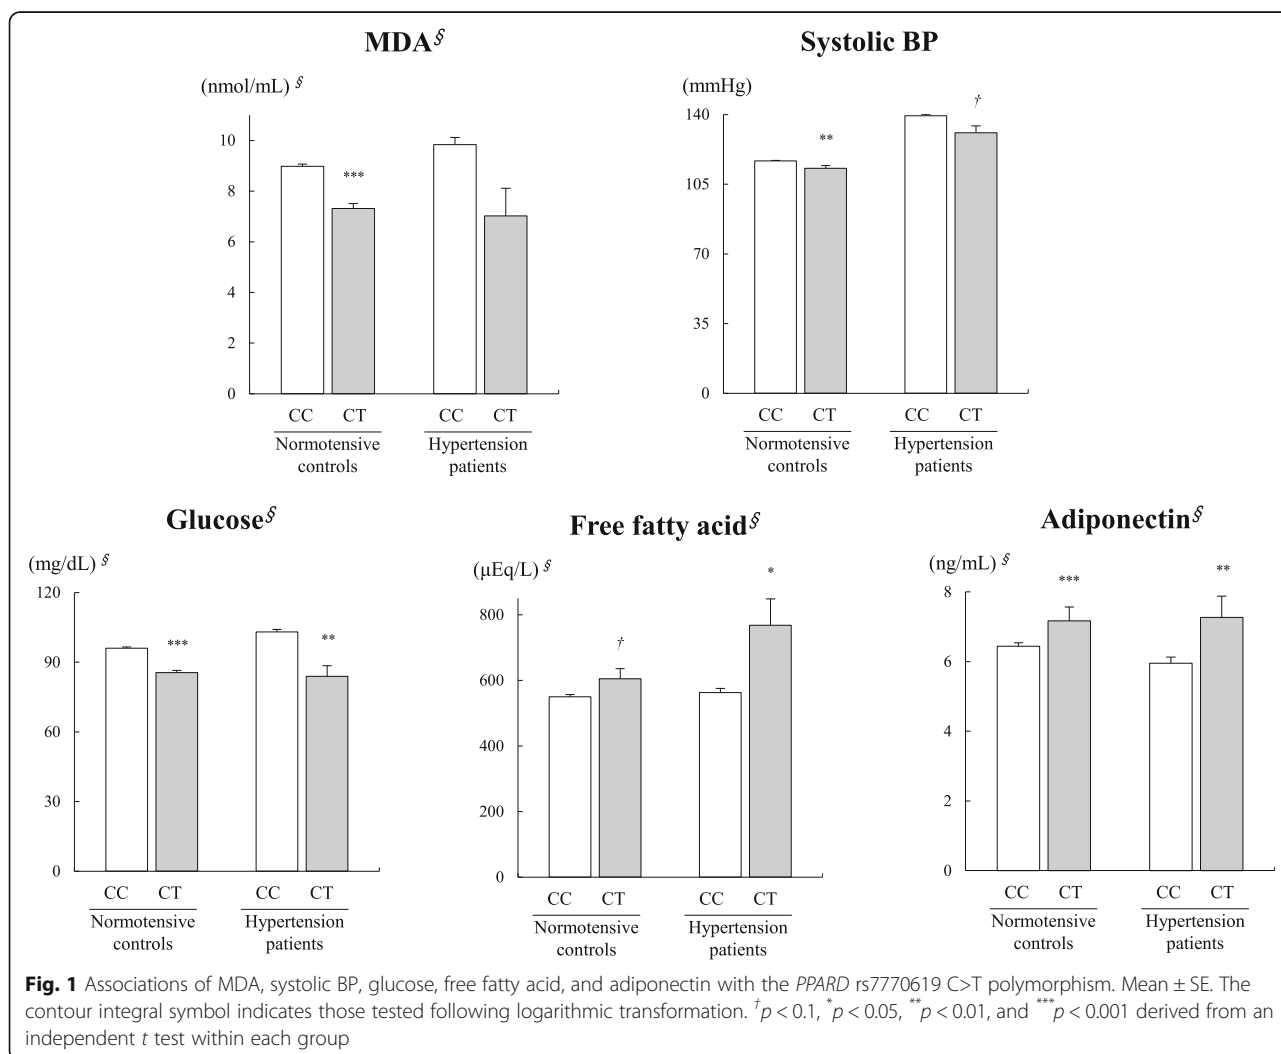 MDA§
(nmol/mL) §
10
8
6
4
2
0
***
CC CT CC CT
Normotensive controls
Hypertension patients
Systolic BP
(mmHg)
140
105
70
35
0
**
†
CC CT CC CT
Normotensive controls
Hypertension patients
Glucose§
(mg/dL) §
120
90
60
30
0
***
**
CC CT CC CT
Normotensive controls
Hypertension patients
Free fatty acid§
(μEq/L) §
800
600
400
200
0
†
*
CC CT CC CT
Normotensive controls
Hypertension patients
Adiponectin§
(ng/mL) §
8
6
4
2
0
***
**
CC CT CC CT
Normotensive controls
Hypertension patients
Fig. 1 Associations of MDA, systolic BP, glucose, free fatty acid, and adiponectin with the PPARD rs7770619 C>T polymorphism. Mean ± SE. The
contour integral symbol indicates those tested following logarithmic transformation. †p < 0.1, *p < 0.05, **p < 0.01, and ***p < 0.001 derived from an
independent t test within each group